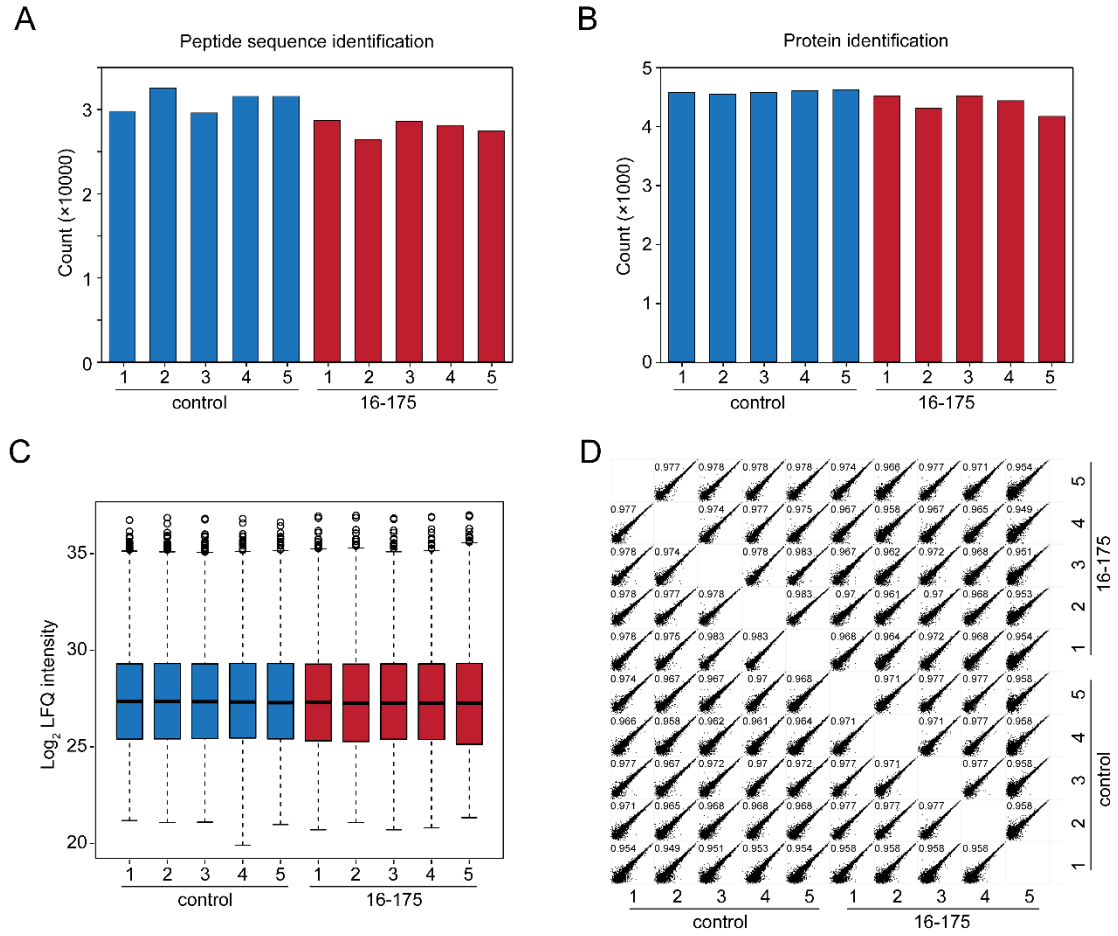 A
Peptide sequence identification
Count (×10000)
3
2
1
0
1 2 3 4 5 1 2 3 4 5
control 16-175
B
Protein identification
Count (×1000)
5
4
3
2
1
0
1 2 3 4 5 1 2 3 4 5
control 16-175
C
Log2 LFQ Intensity
35
30
25
20
1 2 3 4 5 1 2 3 4 5
control 16-175
D
0.977 0.978 0.978 0.978 0.974 0.966 0.977 0.971 0.954 5
0.977 0.974 0.977 0.975 0.967 0.958 0.967 0.965 0.949 4
0.978 0.974 0.978 0.983 0.967 0.962 0.972 0.968 0.951 3
0.978 0.977 0.978 0.983 0.97 0.961 0.97 0.968 0.953 2
0.978 0.975 0.983 0.983 0.968 0.964 0.972 0.968 0.954 1
16-175
0.974 0.967 0.967 0.97 0.968 0.971 0.977 0.977 0.958 5
0.966 0.958 0.962 0.961 0.964 0.971 0.971 0.977 0.958 4
0.977 0.967 0.972 0.97 0.972 0.977 0.971 0.977 0.958 3
0.971 0.965 0.968 0.968 0.968 0.977 0.977 0.977 0.958 2
0.954 0.949 0.951 0.953 0.954 0.958 0.958 0.958 0.958 1
control
1 2 3 4 5 1 2 3 4 5
control 16-175